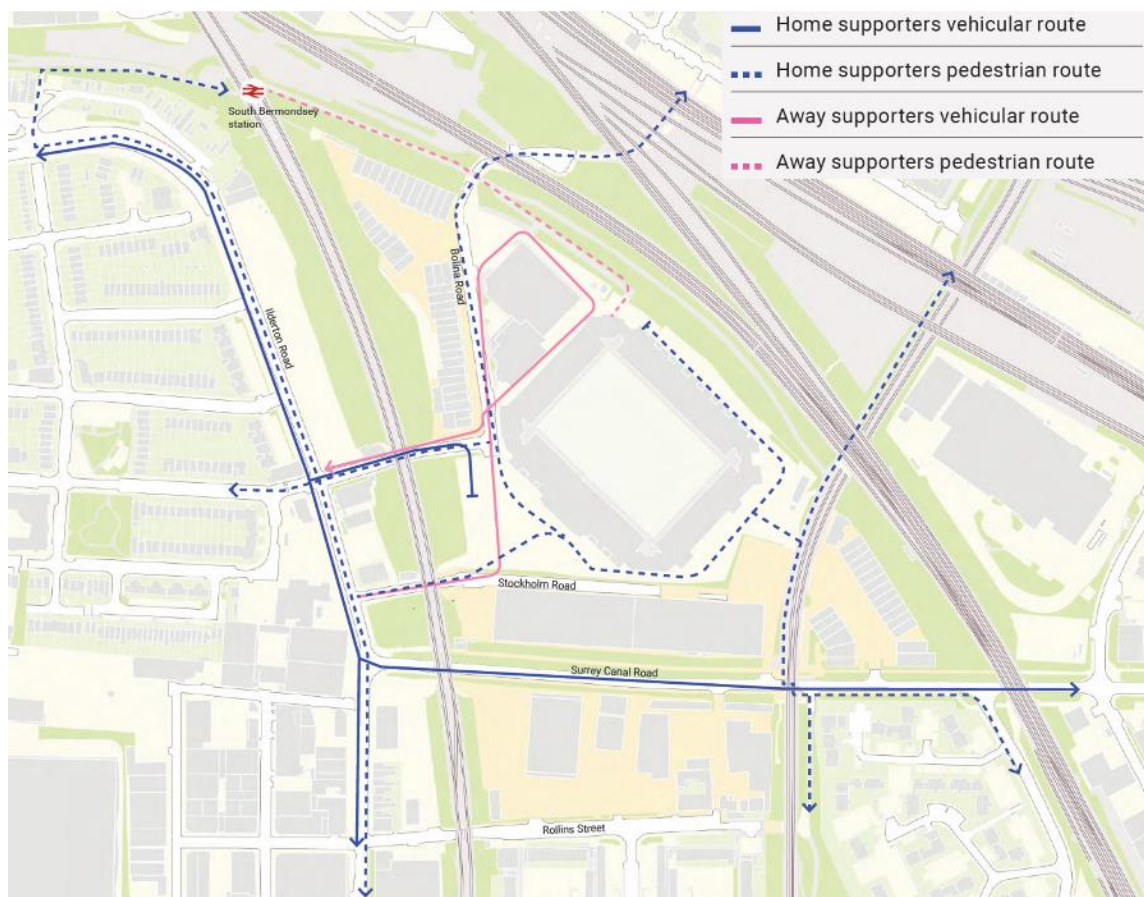 Home supporters vehicular route
Home supporters pedestrian route
Away supporters vehicular route
Away supporters pedestrian route
South Bermondsey
station
Bolina Road
Ilderton Road
Stockholm Road
Surrey Canal Road
Rollins Street